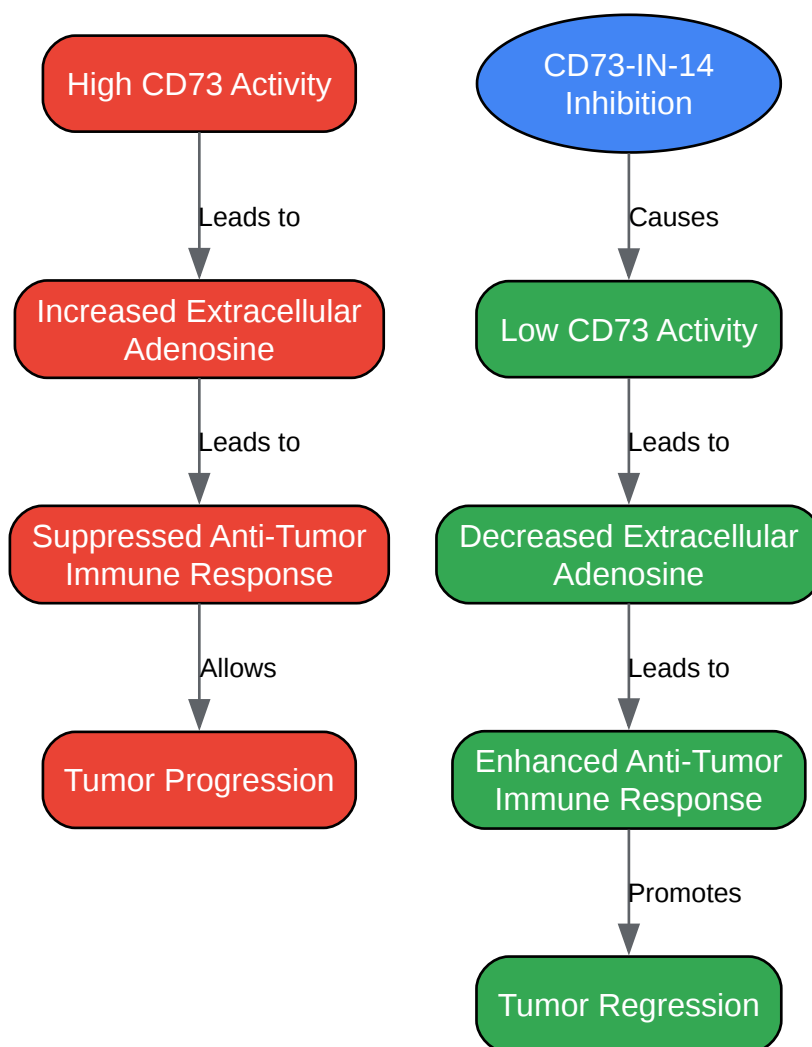 High CD73 Activity
Leads to
Increased Extracellular
Adenosine
Leads to
Suppressed Anti-Tumor
Immune Response
Allows
Tumor Progression
CD73-IN-14
Inhibition
Causes
Low CD73 Activity
Leads to
Decreased Extracellular
Adenosine
Leads to
Enhanced Anti-Tumor
Immune Response
Promotes
Tumor Regression